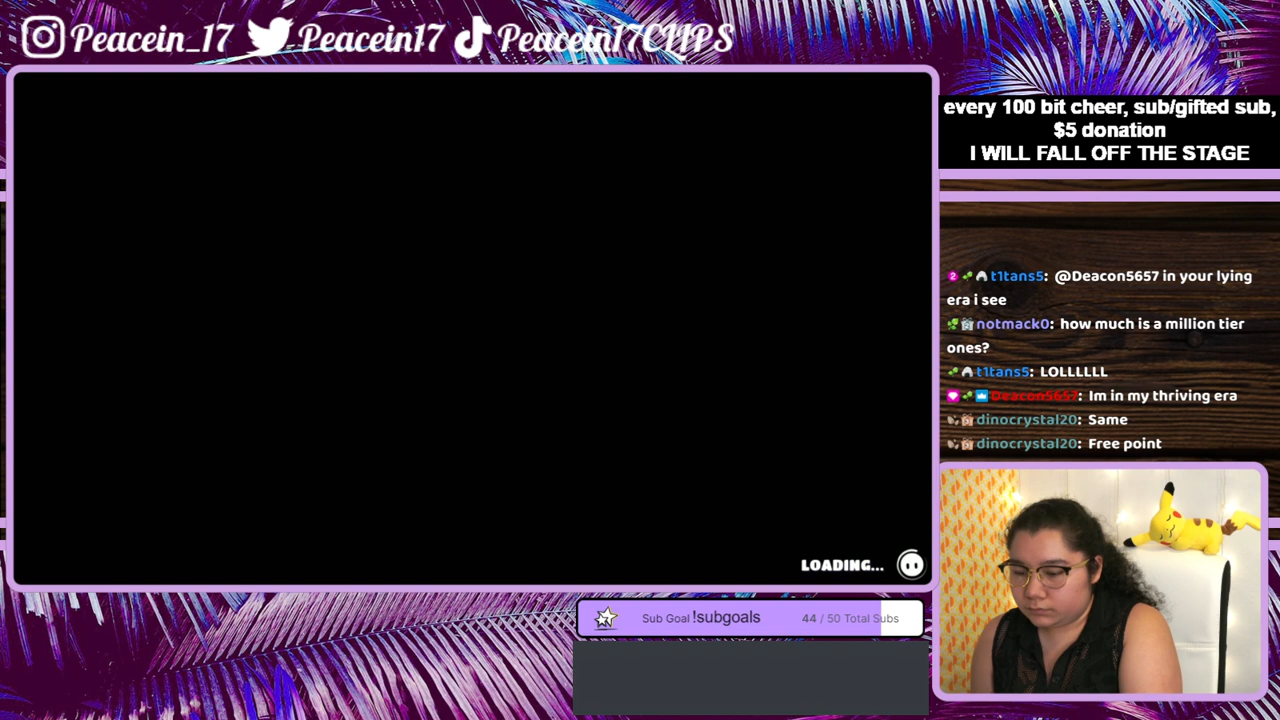 Peacein_17 Peacein17 Peacein17ClIPS
every 100 bit cheer, sub/gifted sub,
$5 donation
I WILL FALL OFF THE STAGE
t1tans5: @Deacon5657 in your lying
era i see
notmack0: how much is a million tier
ones?
t1tans5: LOLLLLLL
Deacon5657: Im in my thriving era
dinocrystal20: Same
dinocrystal20: Free point
LOADING...
Sub Goal !subgoals 44 / 50 Total Subs